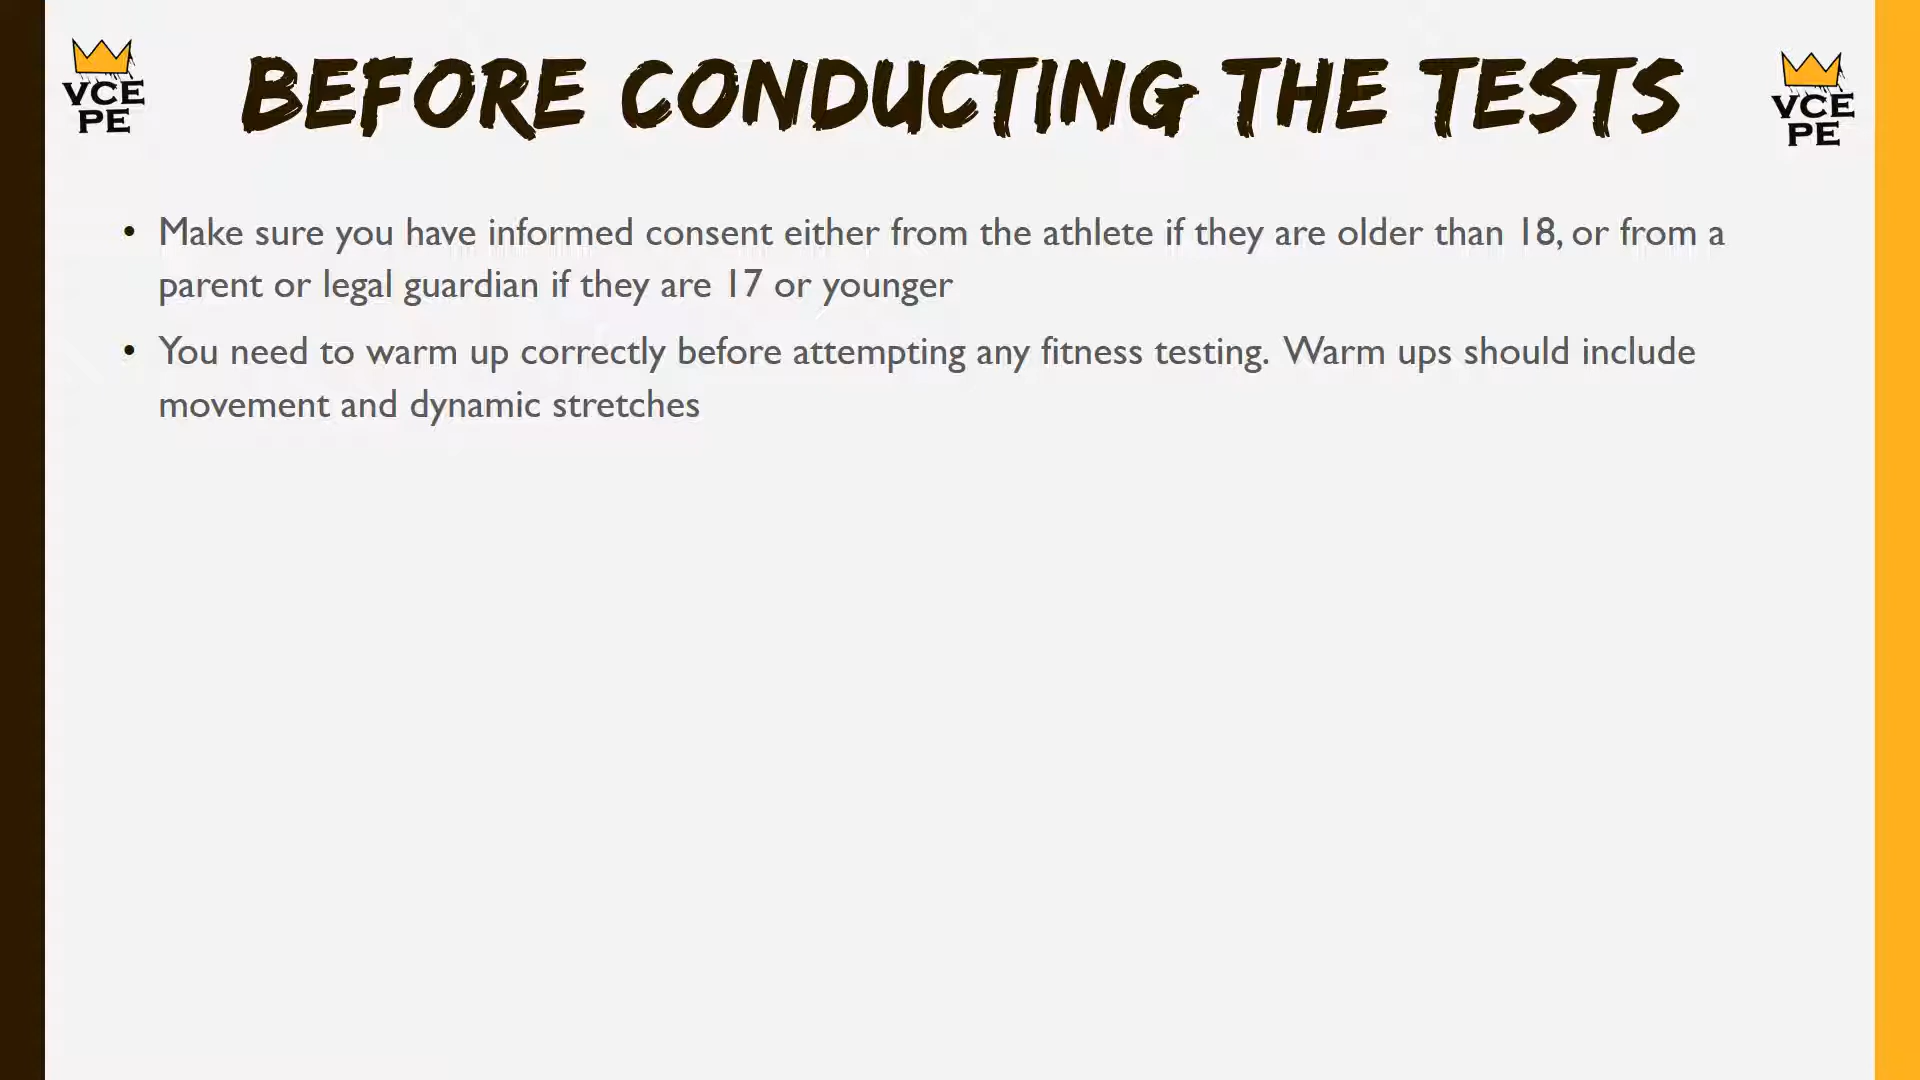 VCE
PE
BEFORE CONDUCTING THE TESTS
VCE
PE
• Make sure you have informed consent either from the athlete if they are older than 18, or from a
parent or legal guardian if they are 17 or younger
• You need to warm up correctly before attempting any fitness testing. Warm ups should include
movement and dynamic stretches